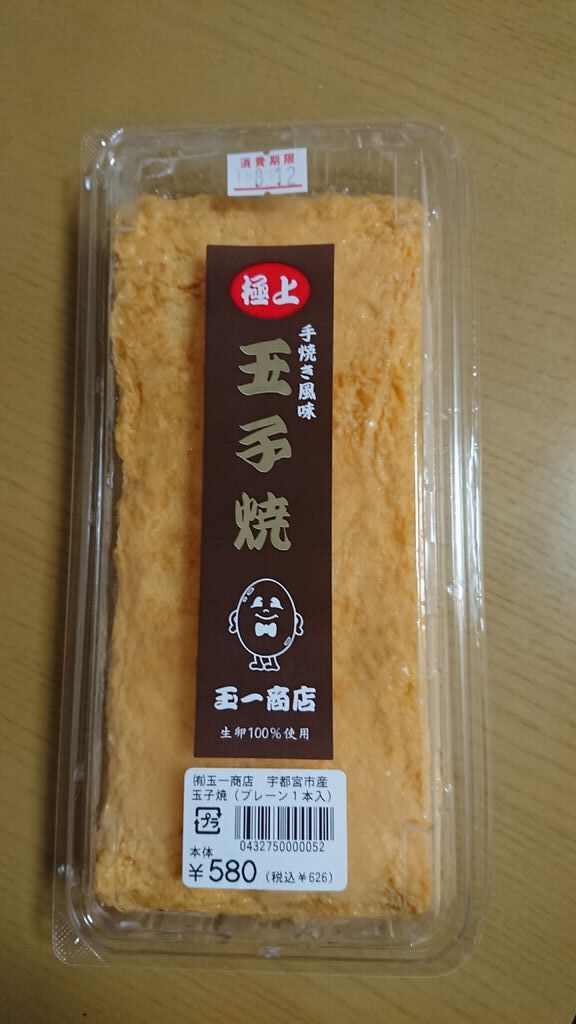 消費期限
8 12
極上
手焼き風味
玉子焼
玉一商店
生卵100%使用
㈲玉一商店 宇都宮市産
玉子焼(プレーン1本入)
プラ
0432750000052
本体
¥580(税込¥626)